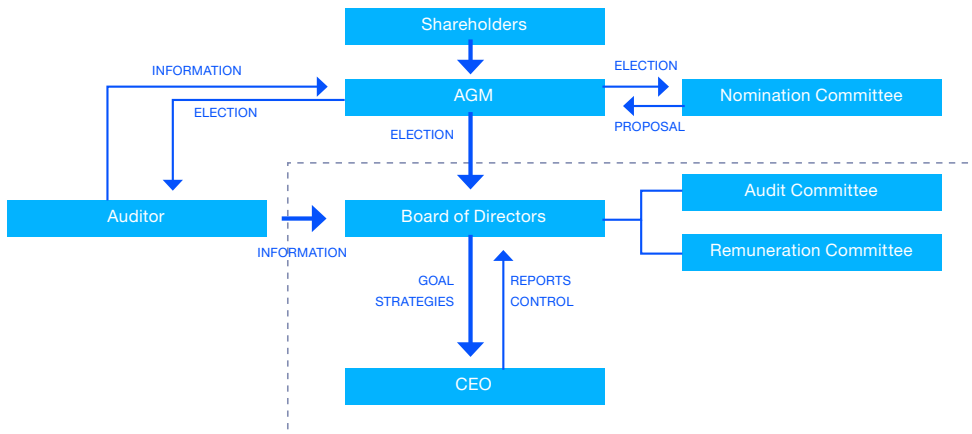 Shareholders
INFORMATION
ELECTION
AGM
Nomination Committee
ELECTION
PROPOSAL
ELECTION
Audit Committee
Auditor
Board of Directors
INFORMATION
Remuneration Committee
GOAL
STRATEGIES
REPORTS
CONTROL
CEO